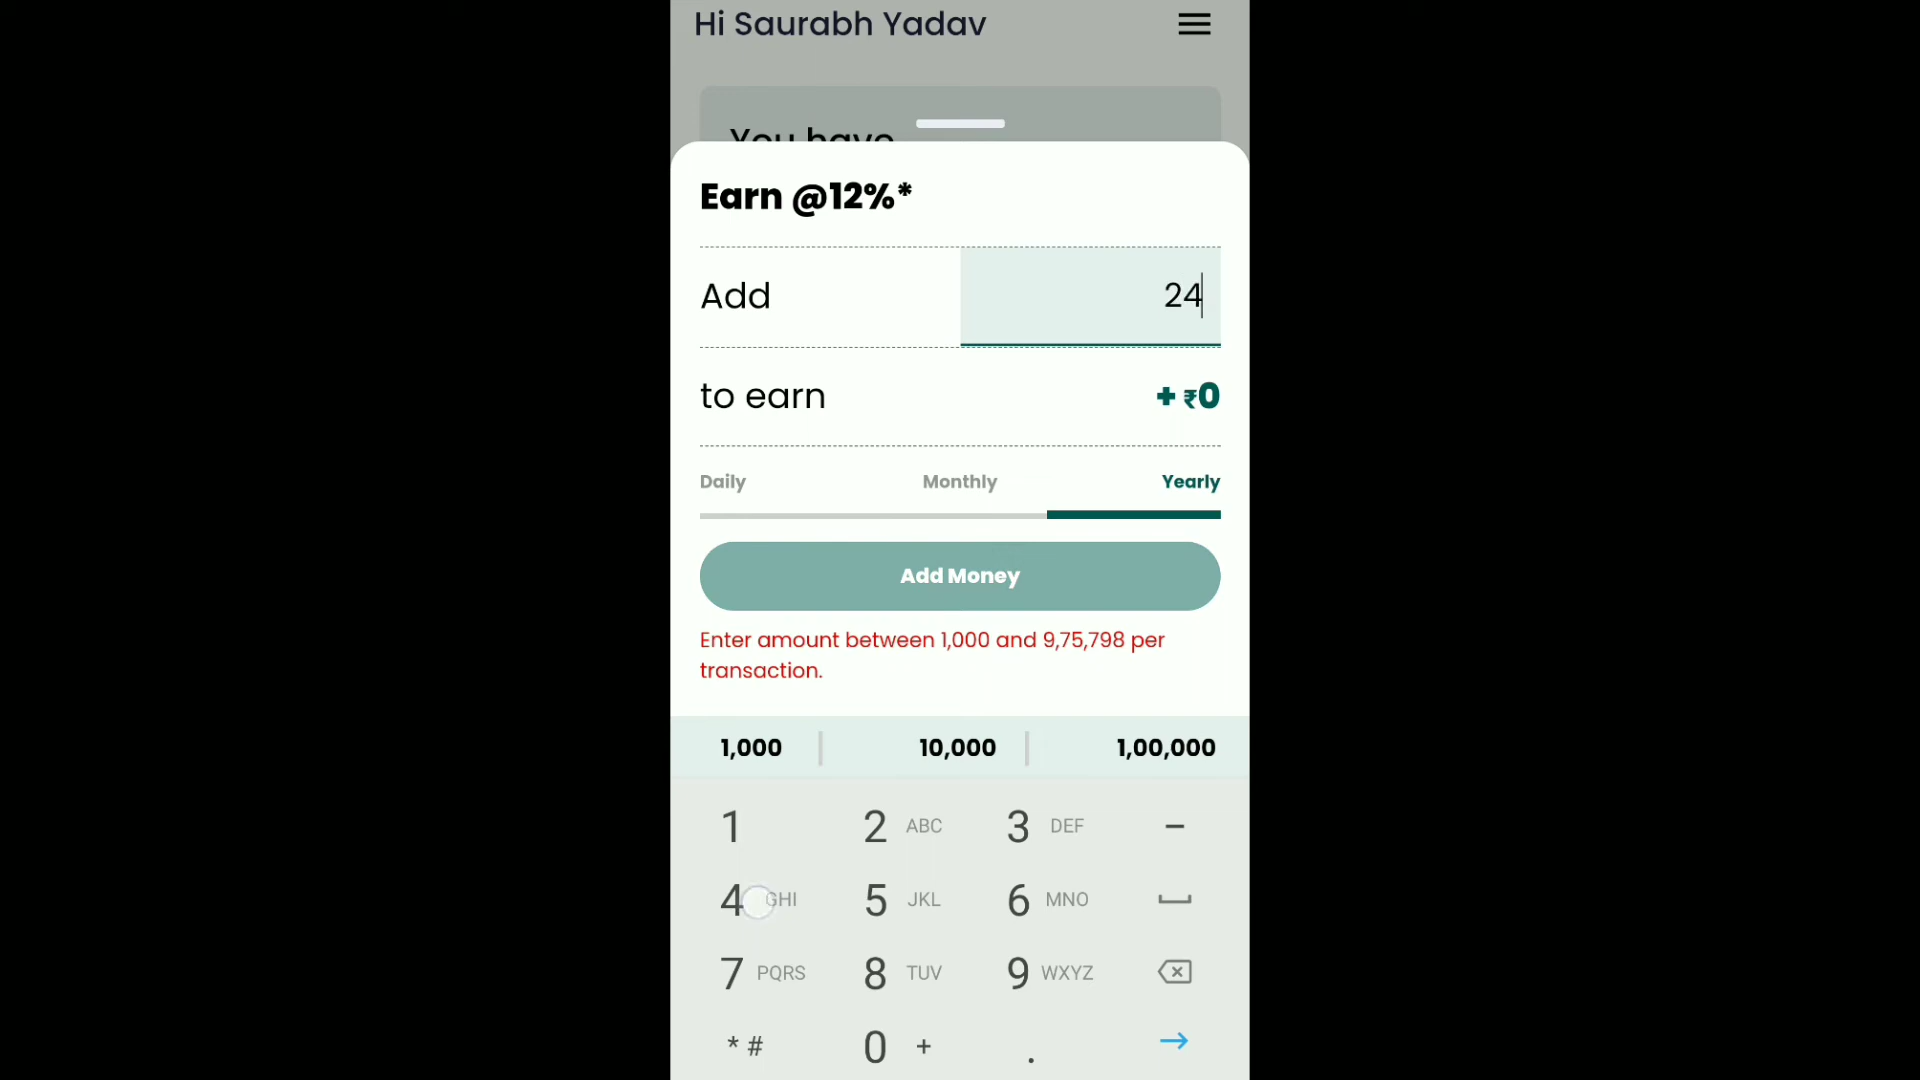 Hi Saurabh Yadav
You have
Earn @12%*
Add 24
to earn + ₹0
Daily Monthly Yearly
Add Money
Enter amount between 1,000 and 9,75,798 per
transaction.
1,000 10,000 1,00,000
1 2 ABC 3 DEF -
4 GHI 5 JKL 6 MNO
7 PQRS 8 TUV 9 WXYZ
* # 0 + .